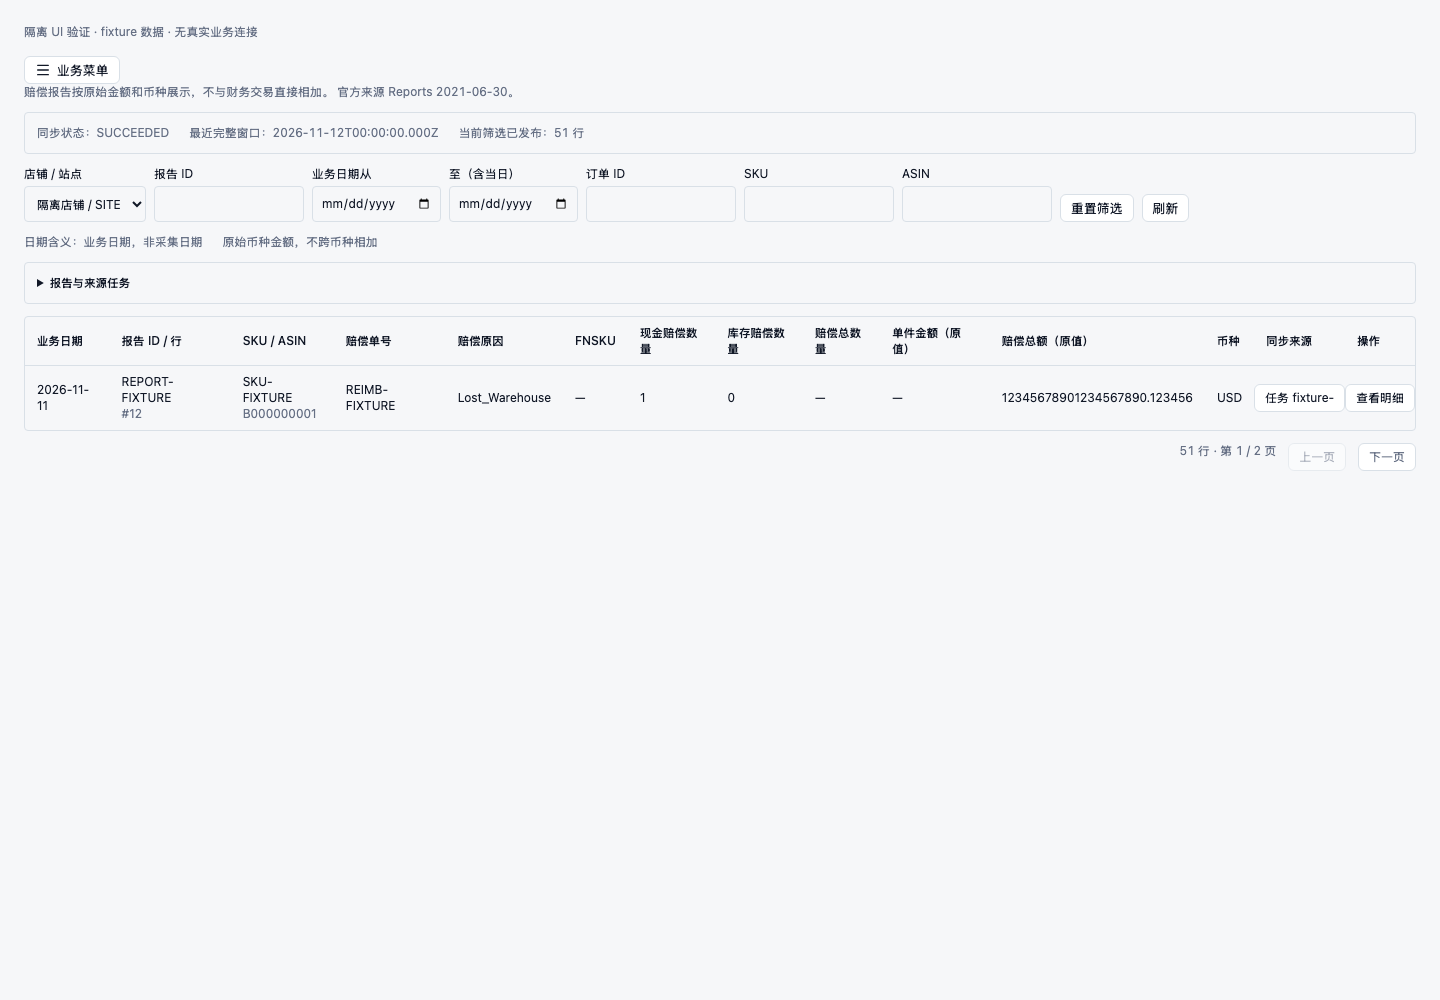 隔离 UI 验证 · fixture 数据 · 无真实业务连接
☰ 业务菜单
赔偿报告按原始金额和币种展示，不与财务交易直接相加。 官方来源 Reports 2021-06-30。
同步状态：SUCCEEDED 最近完整窗口：2026-11-12T00:00:00.000Z 当前筛选已发布：51 行
店铺 / 站点 报告 ID 业务日期从 至（含当日） 订单 ID SKU ASIN
隔离店铺 / SITE mm/dd/yyyy mm/dd/yyyy 重置筛选 刷新
日期含义：业务日期，非采集日期 原始币种金额，不跨币种相加
▶ 报告与来源任务
业务日期 报告 ID / 行 SKU / ASIN 赔偿单号 赔偿原因 FNSKU 现金赔偿数量 库存赔偿数量 赔偿总数量 单件金额（原值） 赔偿总额（原值） 币种 同步来源 操作
2026-11-11 REPORT-FIXTURE #12 SKU-FIXTURE B000000001 REIMB-FIXTURE Lost_Warehouse — 1 0 — — 12345678901234567890.123456 USD 任务 fixture- 查看明细
51 行 · 第 1 / 2 页 上一页 下一页